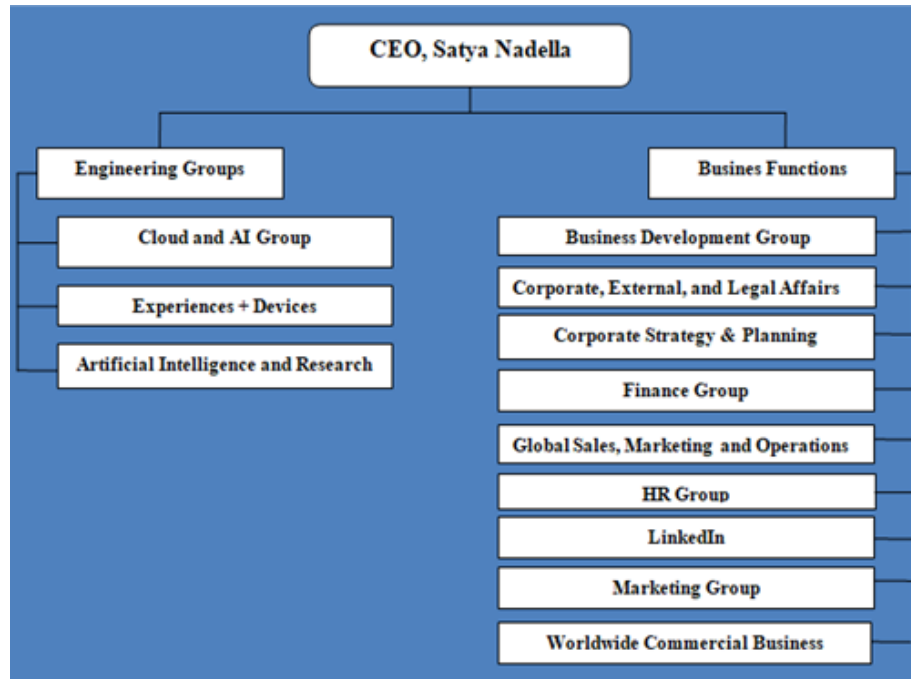 CEO, Satya Nadella
Engineering Groups
Cloud and AI Group
Experiences + Devices
Artificial Intelligence and Research
Busines Functions
Business Development Group
Corporate, External, and Legal Affairs
Corporate Strategy & Planning
Finance Group
Global Sales, Marketing and Operations
HR Group
LinkedIn
Marketing Group
Worldwide Commercial Business